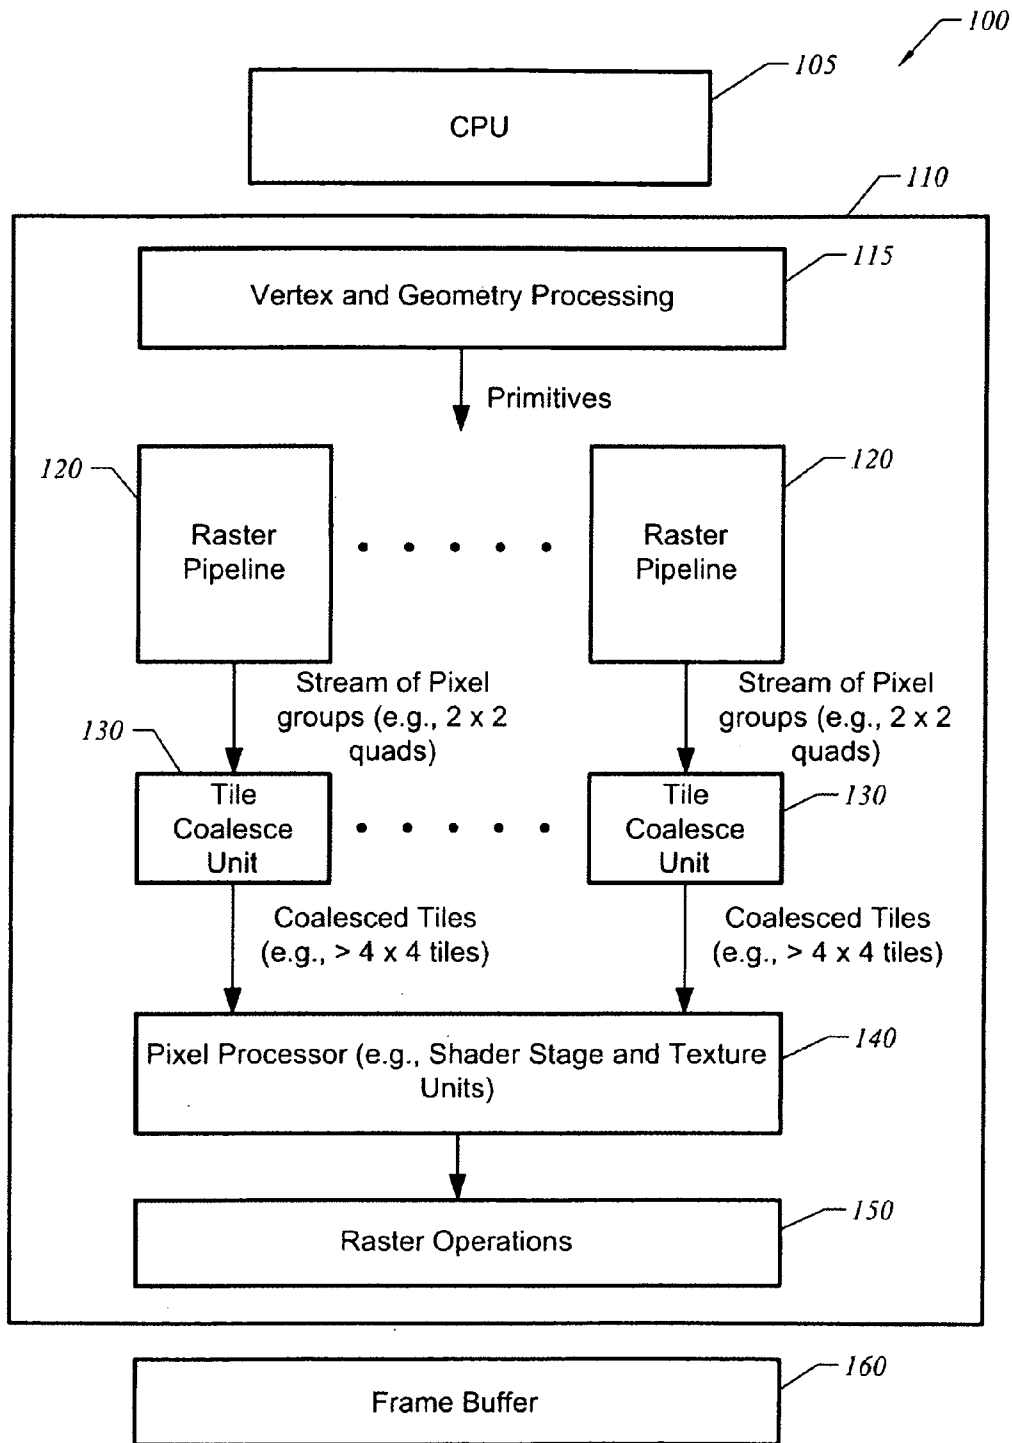 100
105
CPU
110
115
Vertex and Geometry Processing
Primitives
120
120
Raster
Pipeline
Raster
Pipeline
Stream of Pixel
groups (e.g., 2 x 2
quads)
Stream of Pixel
groups (e.g., 2 x 2
quads)
130
Tile
Coalesce
Unit
Tile
Coalesce
Unit
130
Coalesced Tiles
(e.g., > 4 x 4 tiles)
Coalesced Tiles
(e.g., > 4 x 4 tiles)
Pixel Processor (e.g., Shader Stage and Texture
Units)
140
150
Raster Operations
160
Frame Buffer